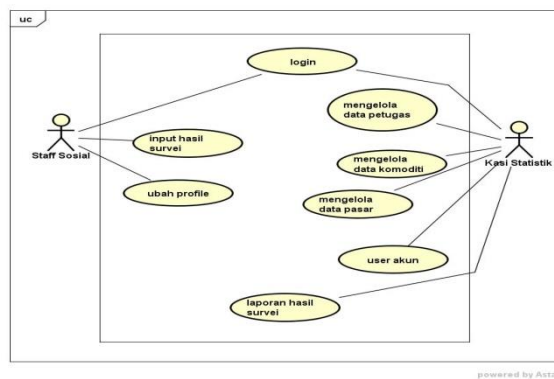 uc
login
mengelola
data petugas
input hasil
survei
Staff Sosial
Kasi Statistik
mengelola
data komoditi
ubah profile
mengelola
data pasar
user akun
laporan hasil
survei
powered by Asta